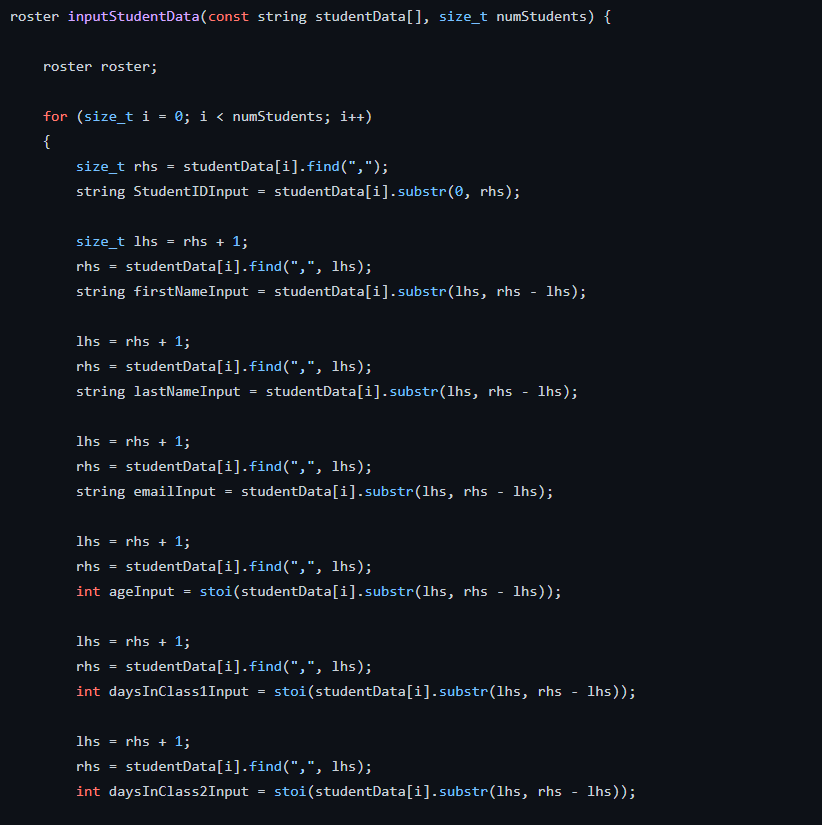 roster inputStudentData(const string studentData[], size_t numStudents) {
roster roster;
for (size_t i = 0; i < numStudents; i++)
{
size_t rhs = studentData[i].find(",");
string StudentIDInput = studentData[i].substr(0, rhs);
size_t lhs = rhs + 1;
rhs = studentData[i].find(",", lhs);
string firstNameInput = studentData[i].substr(lhs, rhs - lhs);
lhs = rhs + 1;
rhs = studentData[i].find(",", lhs);
string lastNameInput = studentData[i].substr(lhs, rhs - lhs);
lhs = rhs + 1;
rhs = studentData[i].find(",", lhs);
string emailInput = studentData[i].substr(lhs, rhs - lhs);
lhs = rhs + 1;
rhs = studentData[i].find(",", lhs);
int ageInput = stoi(studentData[i].substr(lhs, rhs - lhs));
lhs = rhs + 1;
rhs = studentData[i].find(",", lhs);
int daysInClass1Input = stoi(studentData[i].substr(lhs, rhs - lhs));
lhs = rhs + 1;
rhs = studentData[i].find(",", lhs);
int daysInClass2Input = stoi(studentData[i].substr(lhs, rhs - lhs));